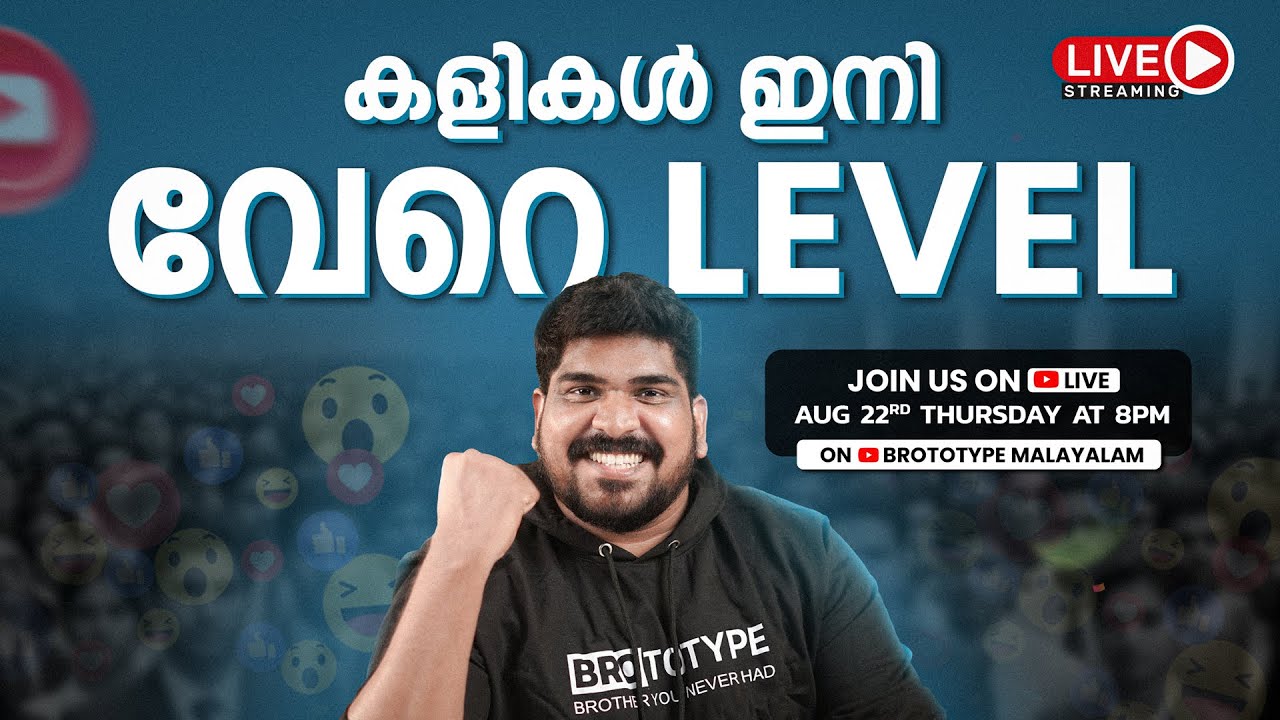 കളികൾ ഇനി
വേറെ LEVEL
LIVE
STREAMING
JOIN US ON LIVE
AUG 22RD THURSDAY AT 8PM
ON BROTOTYPE MALAYALAM
BROTOTYPE
BROTHER YOU NEVER HAD